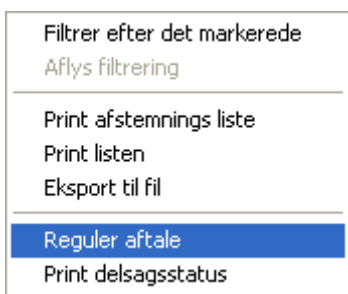 Filtrer efter det markerede
Aflys filtrering
Print afstemnings liste
Print listen
Eksport til fil
Reguler aftale
Print delsagsstatus